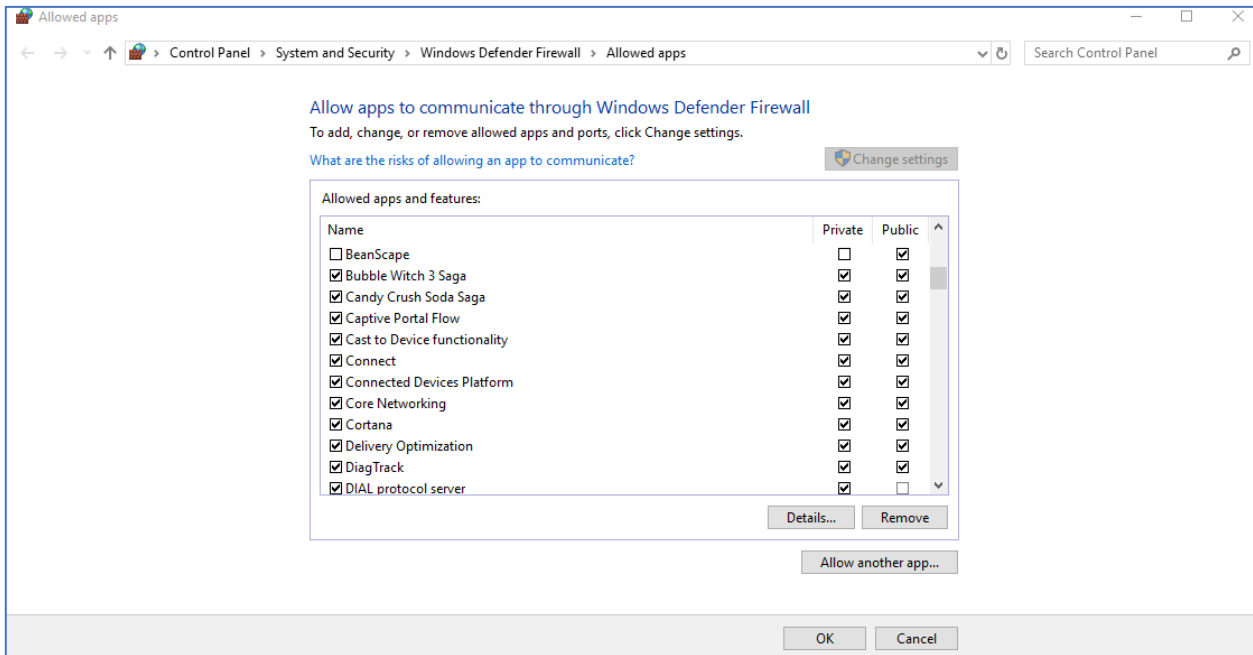 Allowed apps
Control Panel > System and Security > Windows Defender Firewall > Allowed apps
Search Control Panel
Allow apps to communicate through Windows Defender Firewall
To add, change, or remove allowed apps and ports, click Change settings.
What are the risks of allowing an app to communicate?
Change settings
Allowed apps and features:
Name Private Public
BeanScape
Bubble Witch 3 Saga
Candy Crush Soda Saga
Captive Portal Flow
Cast to Device functionality
Connect
Connected Devices Platform
Core Networking
Cortana
Delivery Optimization
DiagTrack
DIAL protocol server
Details... Remove
Allow another app...
OK Cancel